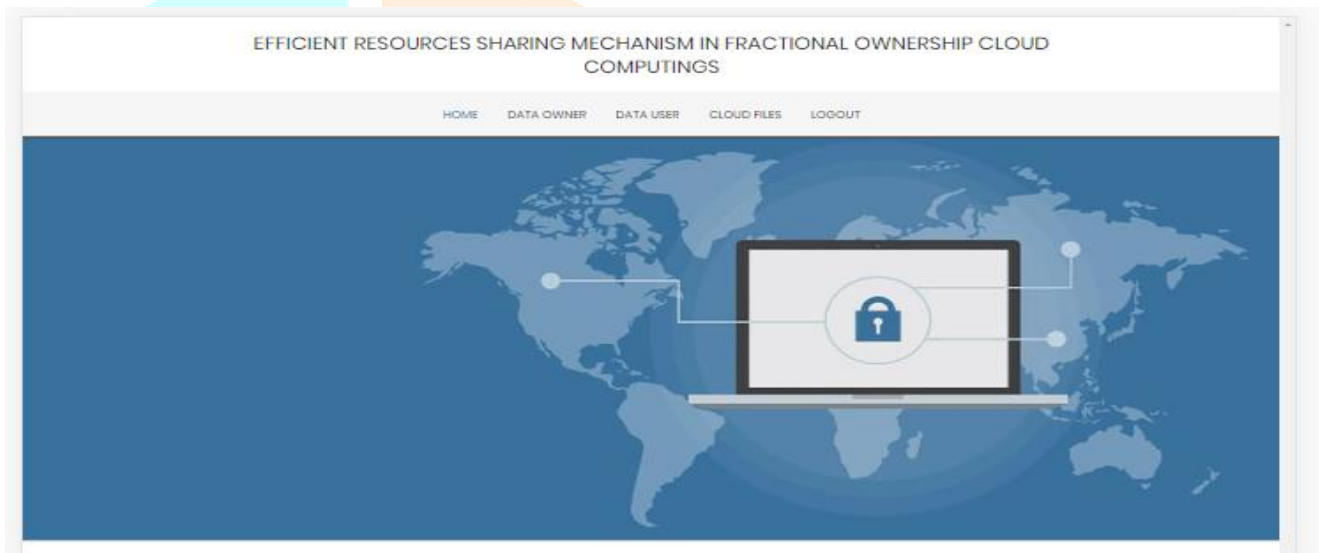 EFFICIENT RESOURCES SHARING MECHANISM IN FRACTIONAL OWNERSHIP CLOUD
COMPUTINGS
HOME DATA OWNER DATA USER CLOUD FILES LOGOUT